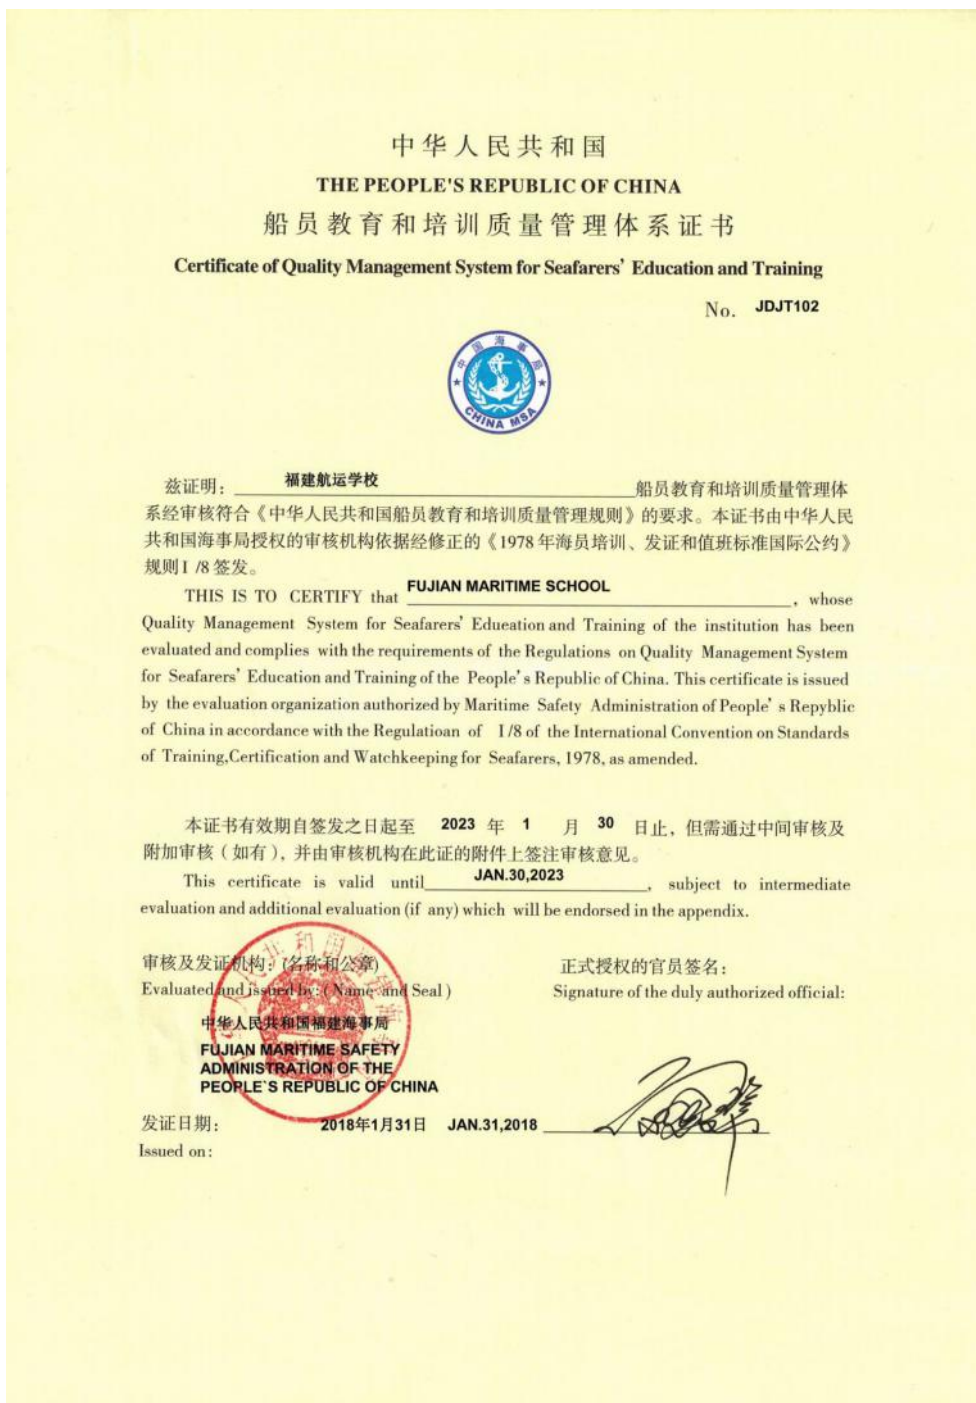 中华人民共和国
THE PEOPLE'S REPUBLIC OF CHINA
船员教育和培训质量管理体系证书
Certificate of Quality Management System for Seafarers' Education and Training
No. JDJT102
中国海事局
CHINA MSA
兹证明： 福建航运学校 船员教育和培训质量管理体
系经审核符合《中华人民共和国船员教育和培训质量管理规则》的要求。本证书由中华人民
共和国海事局授权的审核机构依据经修正的《1978年海员培训、发证和值班标准国际公约》
规则I /8签发。
THIS IS TO CERTIFY that FUJIAN MARITIME SCHOOL , whose
Quality Management System for Seafarers' Edueation and Training of the institution has been
evaluated and complies with the requirements of the Regulations on Quality Management System
for Seafarers' Education and Training of the People's Republic of China. This certificate is issued
by the evaluation organization authorized by Maritime Safety Administration of People's Repyblic
of China in accordance with the Regulatioan of I/8 of the International Convention on Standards
of Training,Certification and Watchkeeping for Seafarers, 1978, as amended.
本证书有效期自签发之日起至 2023 年 1 月 30 日止，但需通过中间审核及
附加审核（如有），并由审核机构在此证的附件上签注审核意见。
This certificate is valid until JAN.30,2023 , subject to intermediate
evaluation and additional evaluation (if any) which will be endorsed in the appendix.
审核及发证机构：(名称和公章)
Evaluated and issued by: ( Name and Seal )
正式授权的官员签名：
Signature of the duly authorized official:
中华人民共和国福建海事局
FUJIAN MARITIME SAFETY
ADMINISTRATION OF THE
PEOPLE`S REPUBLIC OF CHINA
发证日期： 2018年1月31日 JAN.31,2018
Issued on: